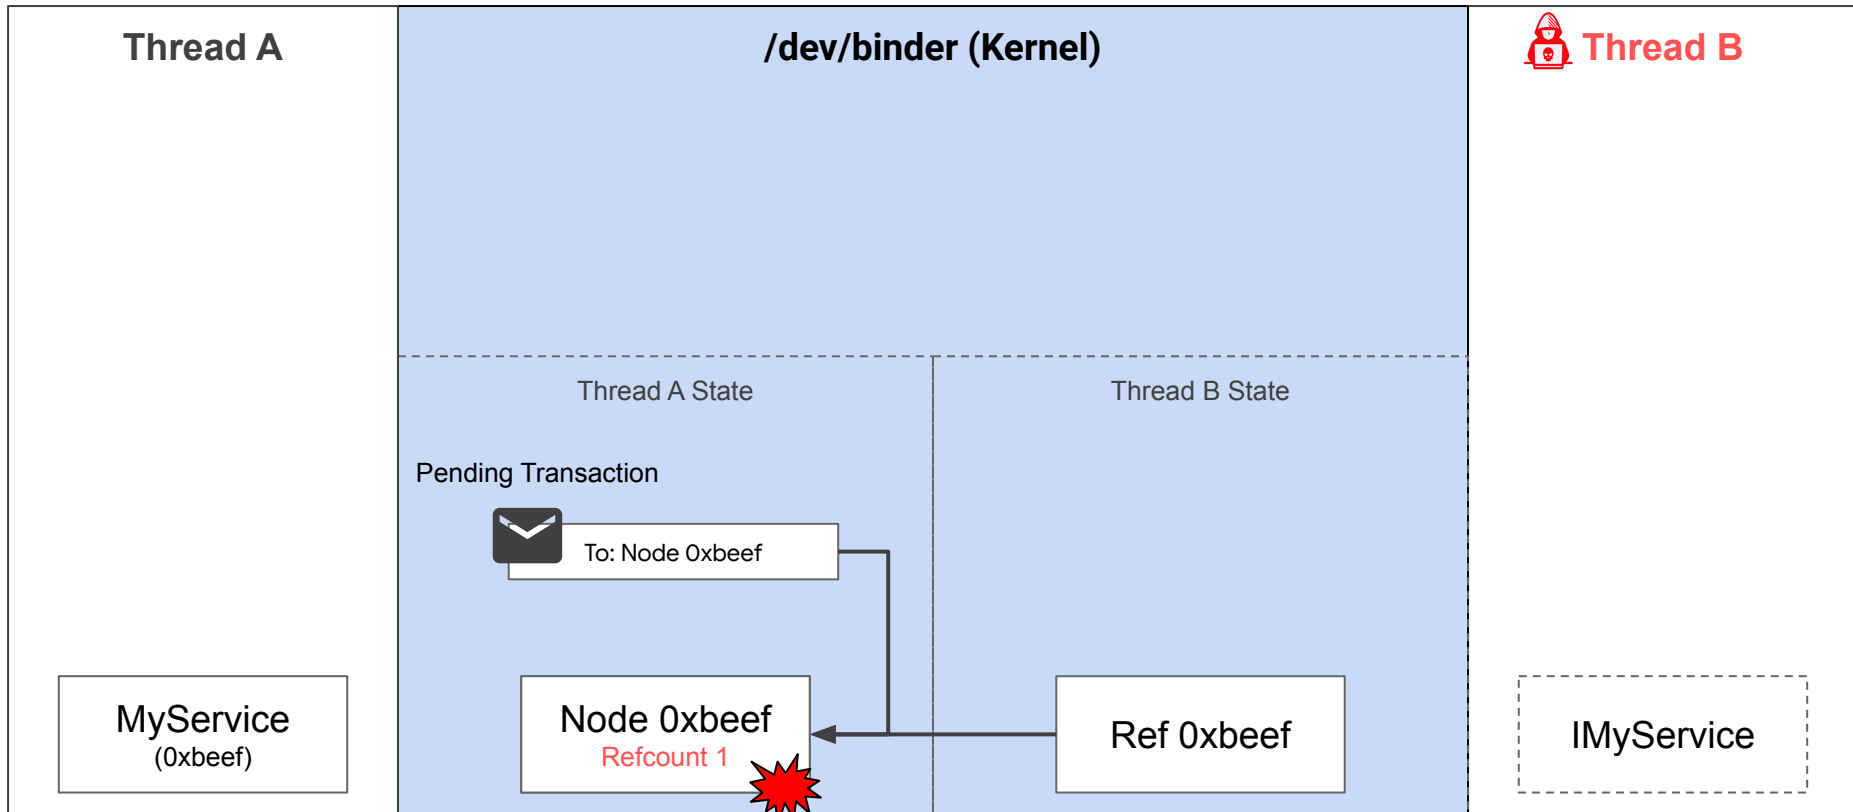 Thread A
/dev/binder (Kernel)
Thread B
Thread A State
Thread B State
Pending Transaction
To: Node 0xbeef
MyService
(0xbeef)
Node 0xbeef
Refcount 1
Ref 0xbeef
IMyService